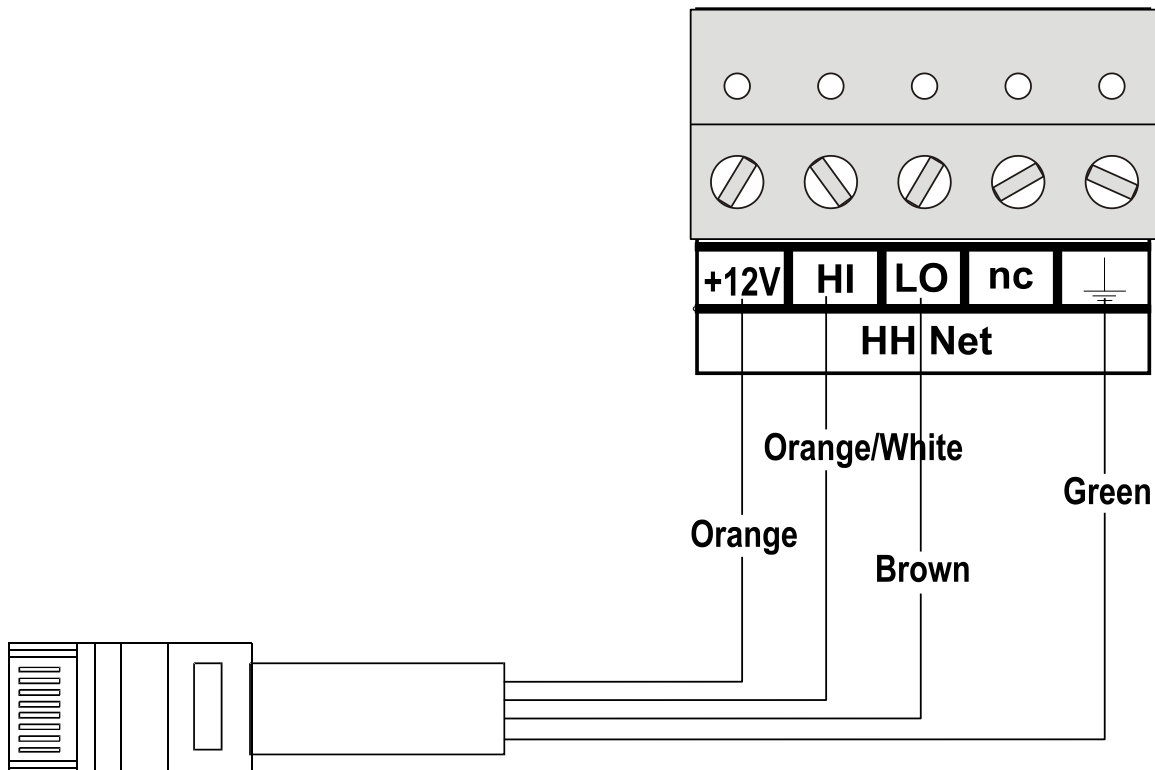 +12V HI LO nc
HH Net
Orange/White
Green
Orange
Brown